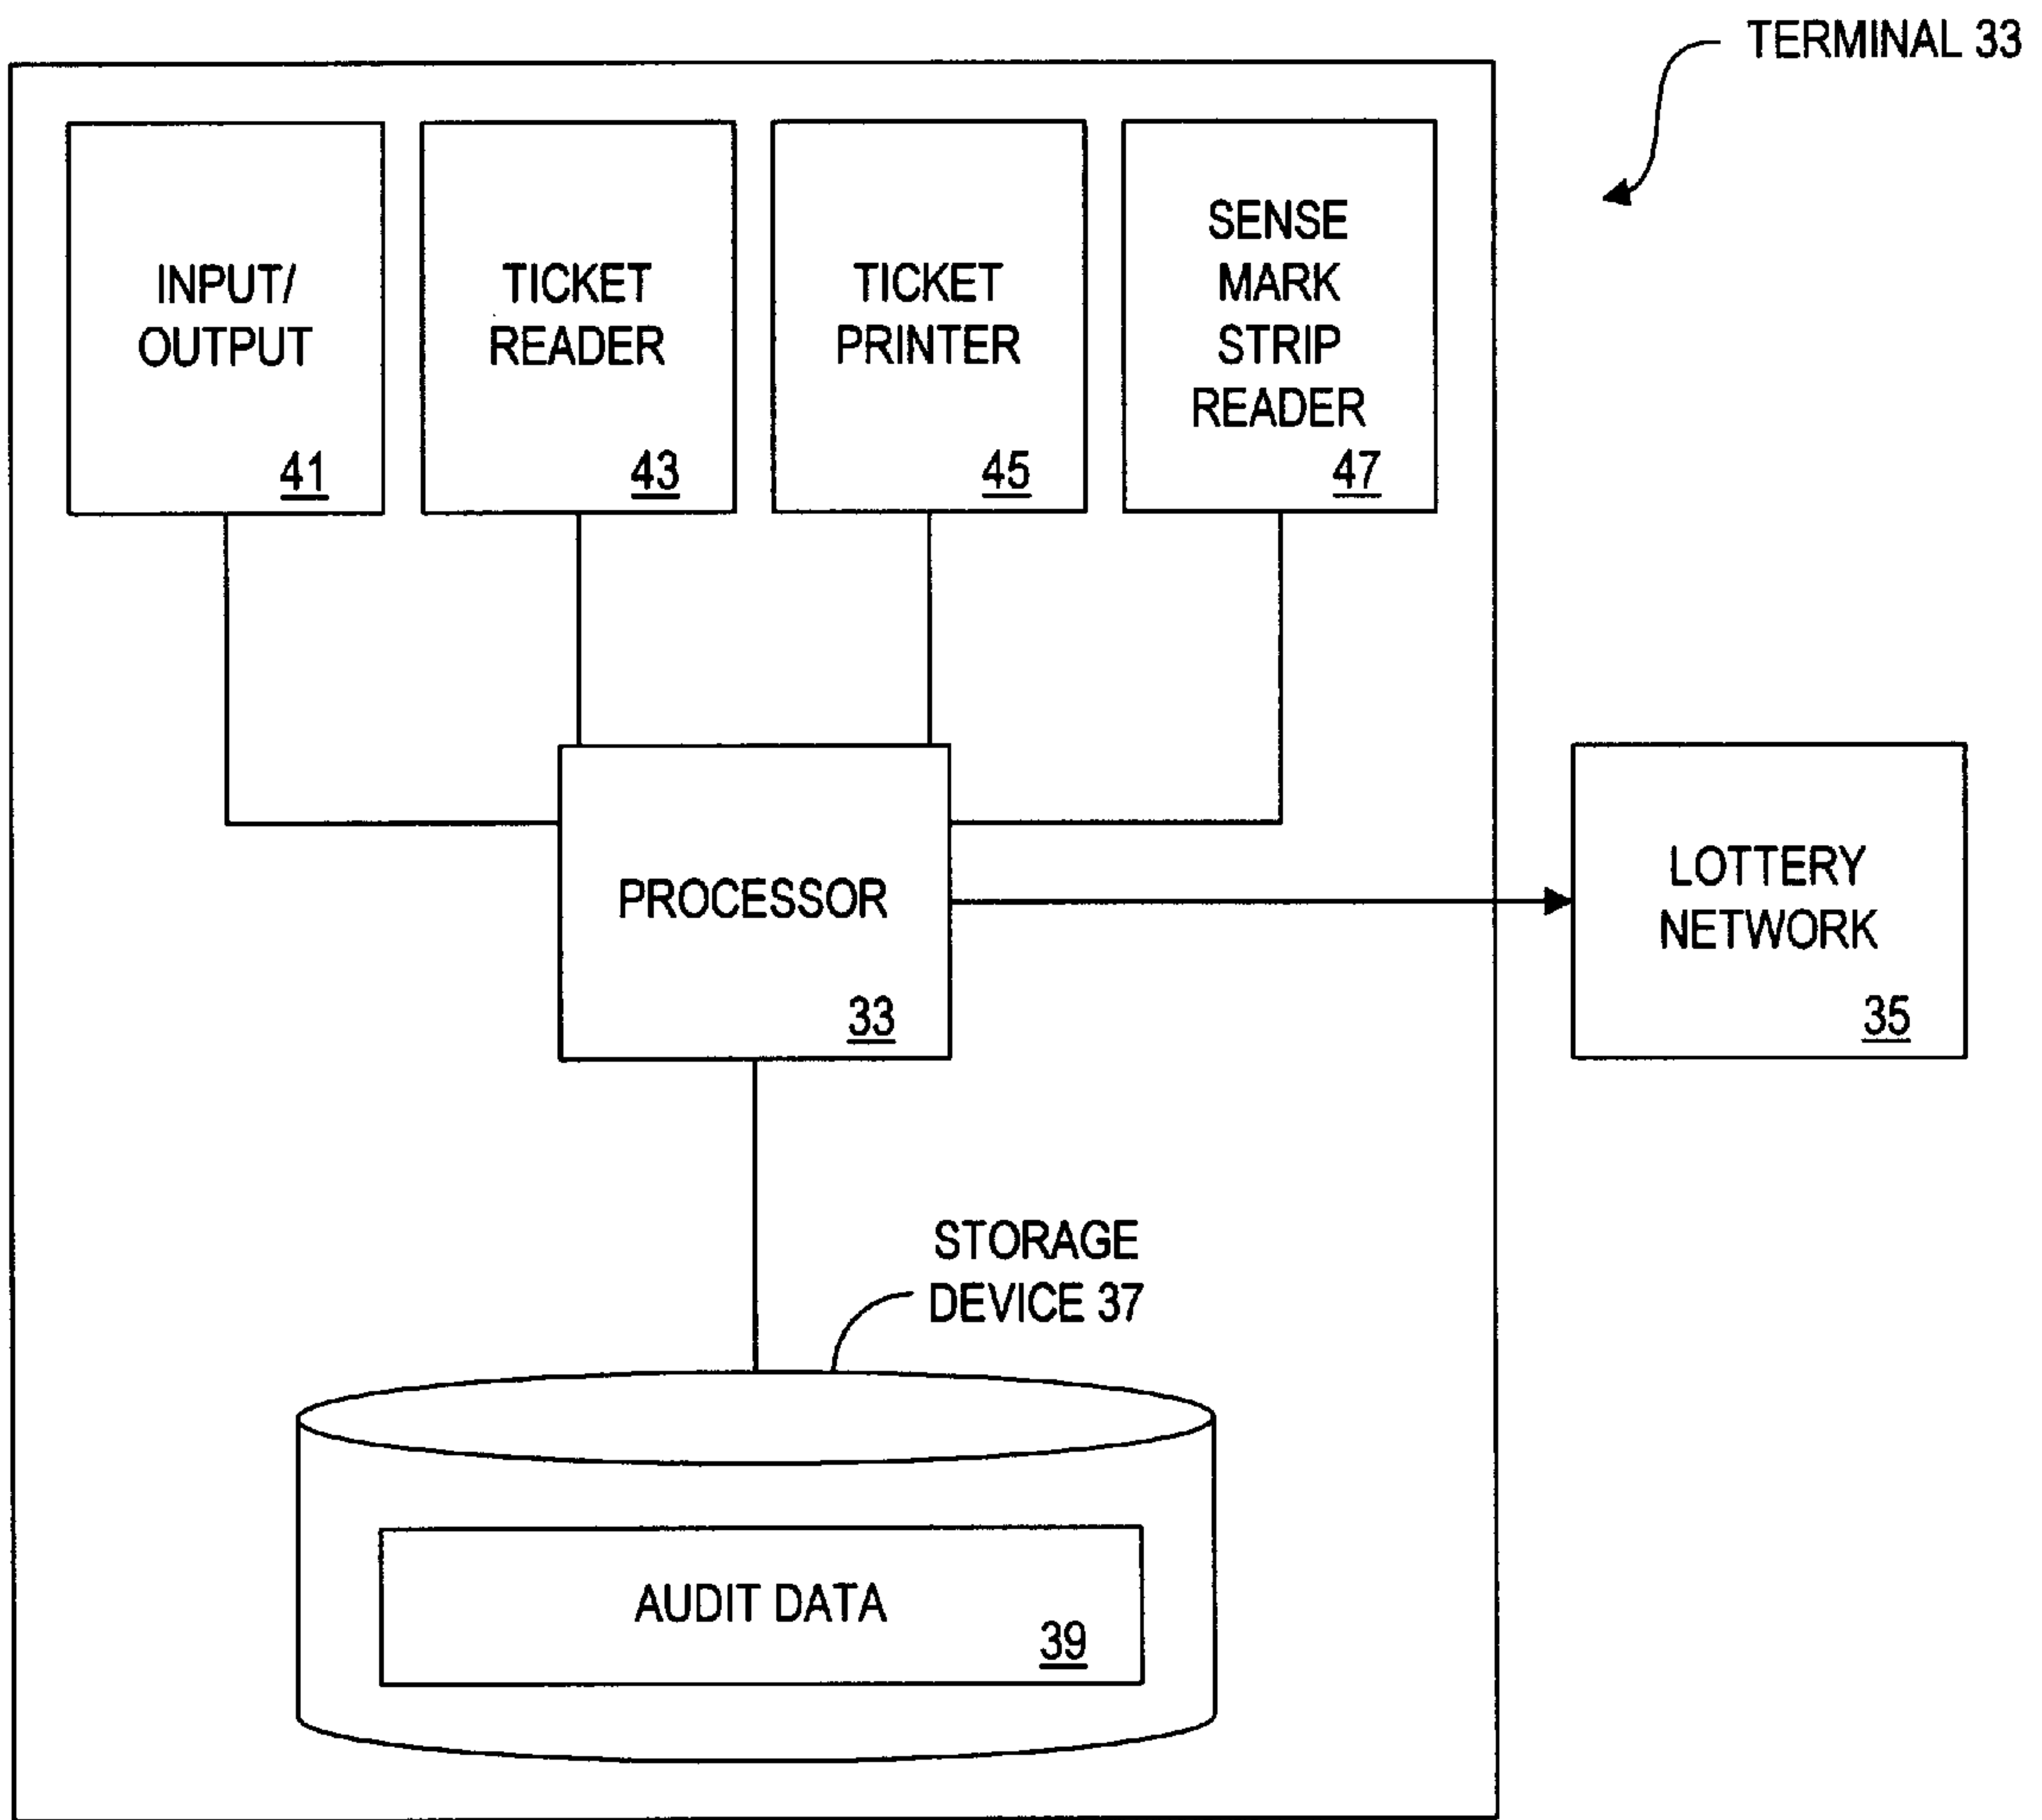 TERMINAL 33
INPUT/
OUTPUT
41
TICKET
READER
43
TICKET
PRINTER
45
SENSE
MARK
STRIP
READER
47
PROCESSOR
33
LOTTERY
NETWORK
35
STORAGE
DEVICE 37
AUDIT DATA
39